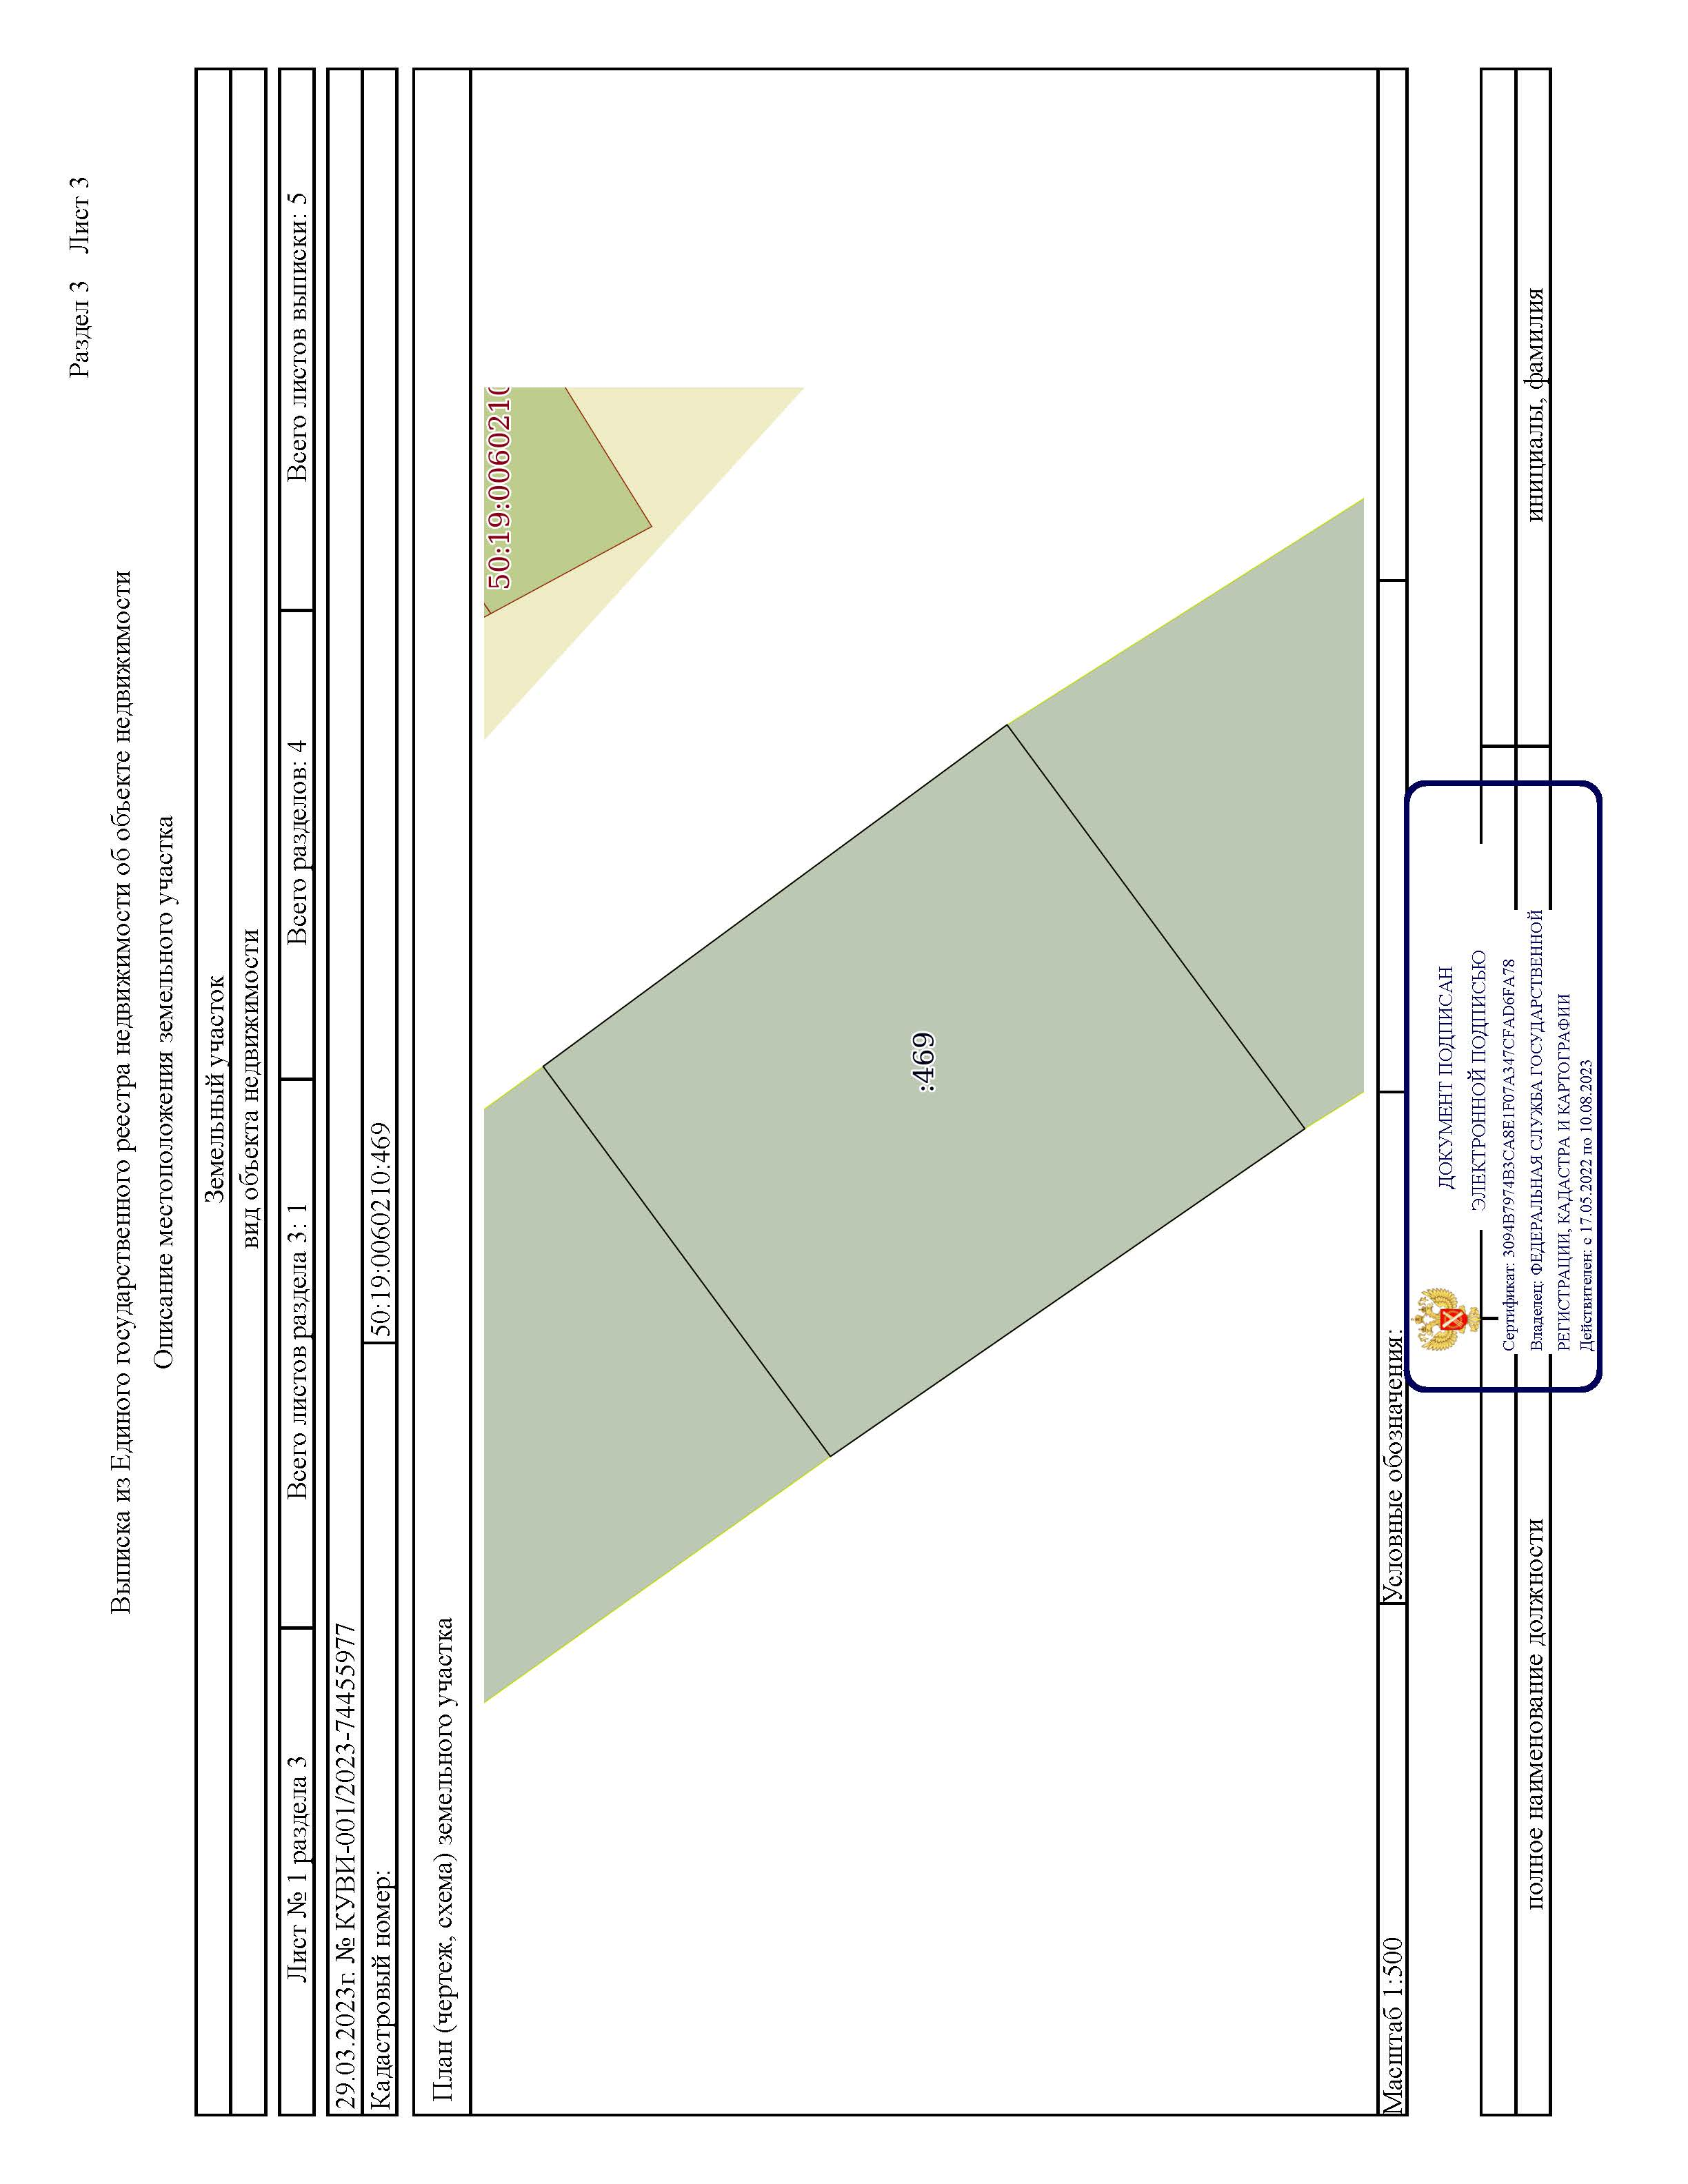 Раздел 3 Лист 3
Выписка из Единого государственного реестра недвижимости об объекте недвижимости
Описание местоположения земельного участка
Земельный участок
вид объекта недвижимости
Лист № 1 раздела 3 Всего листов раздела 3: 1 Всего разделов: 4 Всего листов выписки: 5
29.03.2023г. № КУВИ-001/2023-74455977
Кадастровый номер: 50:19:0060210:469
План (чертеж, схема) земельного участка
50:19:0060210
:469
Масштаб 1:500 Условные обозначения:
ДОКУМЕНТ ПОДПИСАН
ЭЛЕКТРОННОЙ ПОДПИСЬЮ
Сертификат: 3094B7974B3CA8E1F07A347CFAD6FA78
Владелец: ФЕДЕРАЛЬНАЯ СЛУЖБА ГОСУДАРСТВЕННОЙ
РЕГИСТРАЦИИ, КАДАСТРА И КАРТОГРАФИИ
Действителен: с 17.05.2022 по 10.08.2023
полное наименование должности инициалы, фамилия